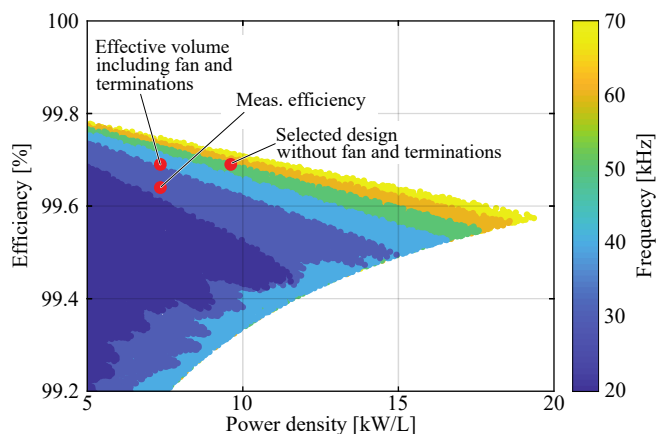 100
99.8
99.6
99.4
99.2
Efficiency [%]
5
10
15
20
Power density [kW/L]
Effective volume
including fan and
terminations
Meas. efficiency
Selected design
without fan and terminations
70
60
50
40
30
20
Frequency [kHz]